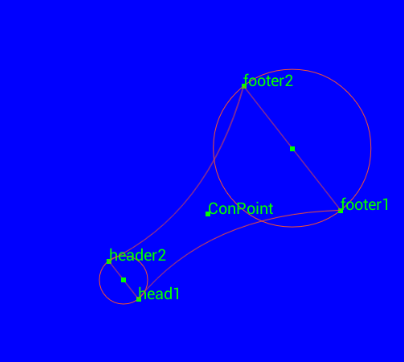 footer2
footer1
ConPoint
header2
head1